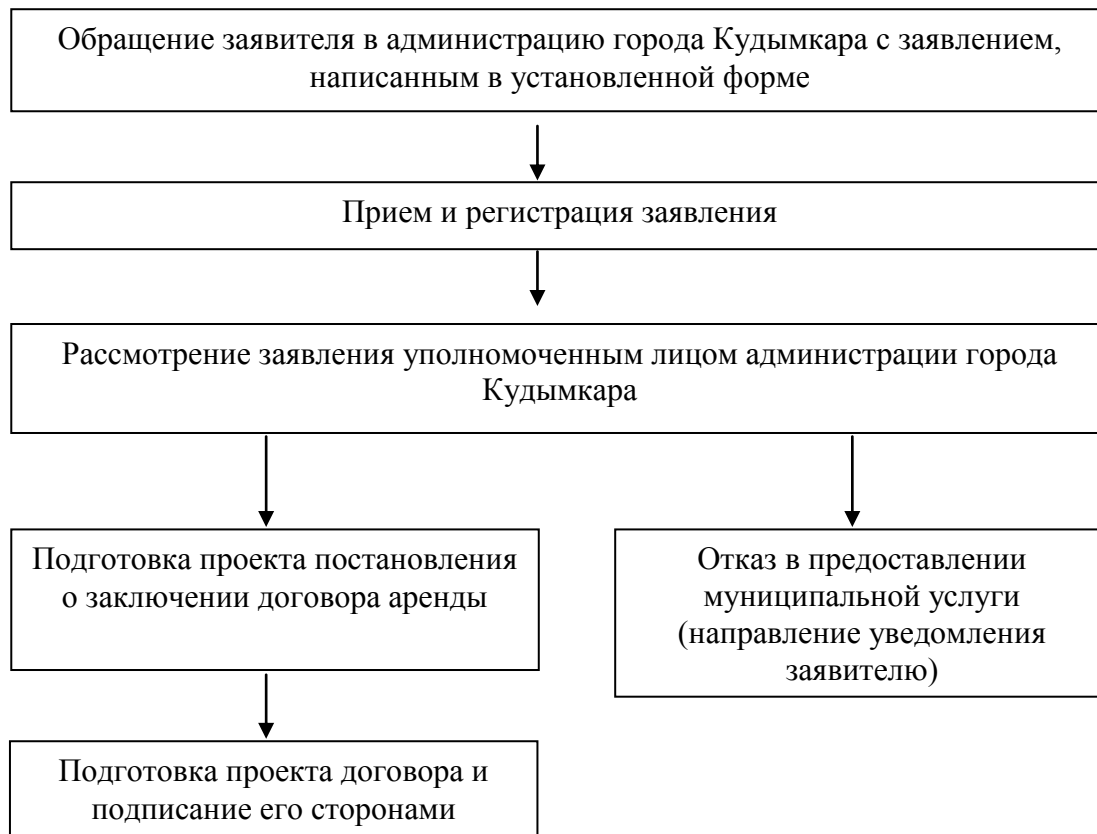 Обращение заявителя в администрацию города Кудымкара с заявлением,
написанным в установленной форме
Прием и регистрация заявления
Рассмотрение заявления уполномоченным лицом администрации города
Кудымкара
Подготовка проекта постановления
о заключении договора аренды
Отказ в предоставлении
муниципальной услуги
(направление уведомления
заявителю)
Подготовка проекта договора и
подписание его сторонами